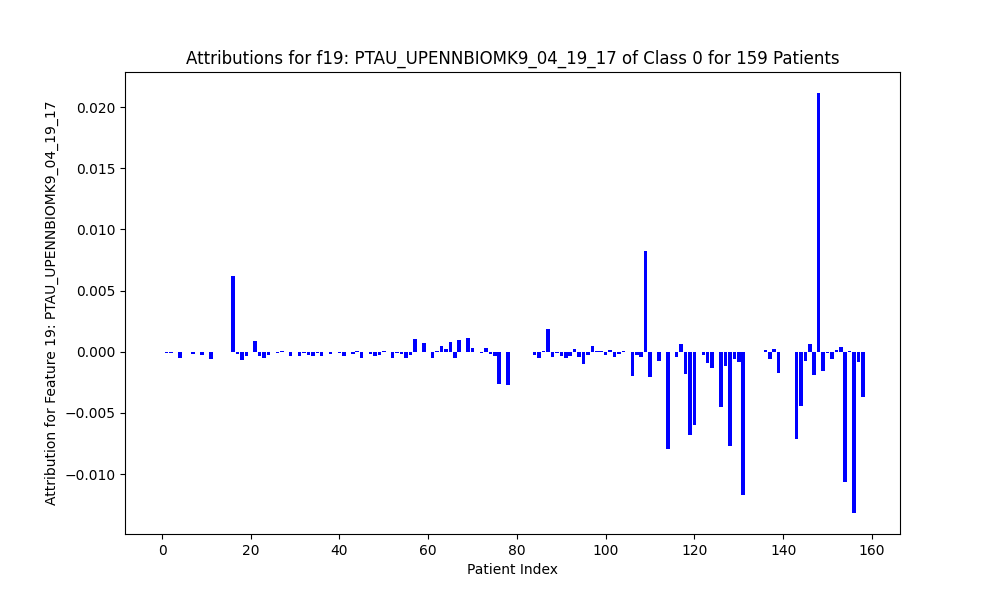 Attributions for f19: PTAU_UPENNBIOMK9_04_19_17 of Class 0 for 159 Patients
Attribution for Feature 19: PTAU_UPENNBIOMK9_04_19_17
0.020
0.015
0.010
0.005
0.000
−0.005
−0.010
0 20 40 60 80 100 120 140 160
Patient Index